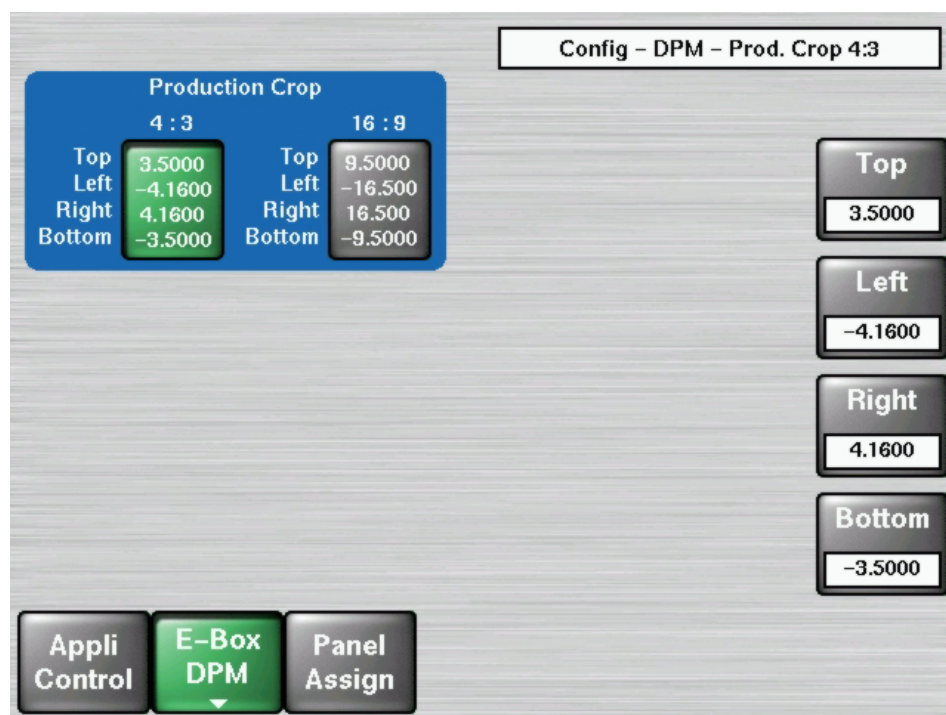 Config – DPM – Prod. Crop 4:3
Production Crop
4 : 3 16 : 9
Top 3.5000 Top 9.5000
Left –4.1600 Left –16.500
Right 4.1600 Right 16.500
Bottom –3.5000 Bottom –9.5000
Top
3.5000
Left
–4.1600
Right
4.1600
Bottom
–3.5000
Appli E–Box Panel
Control DPM Assign